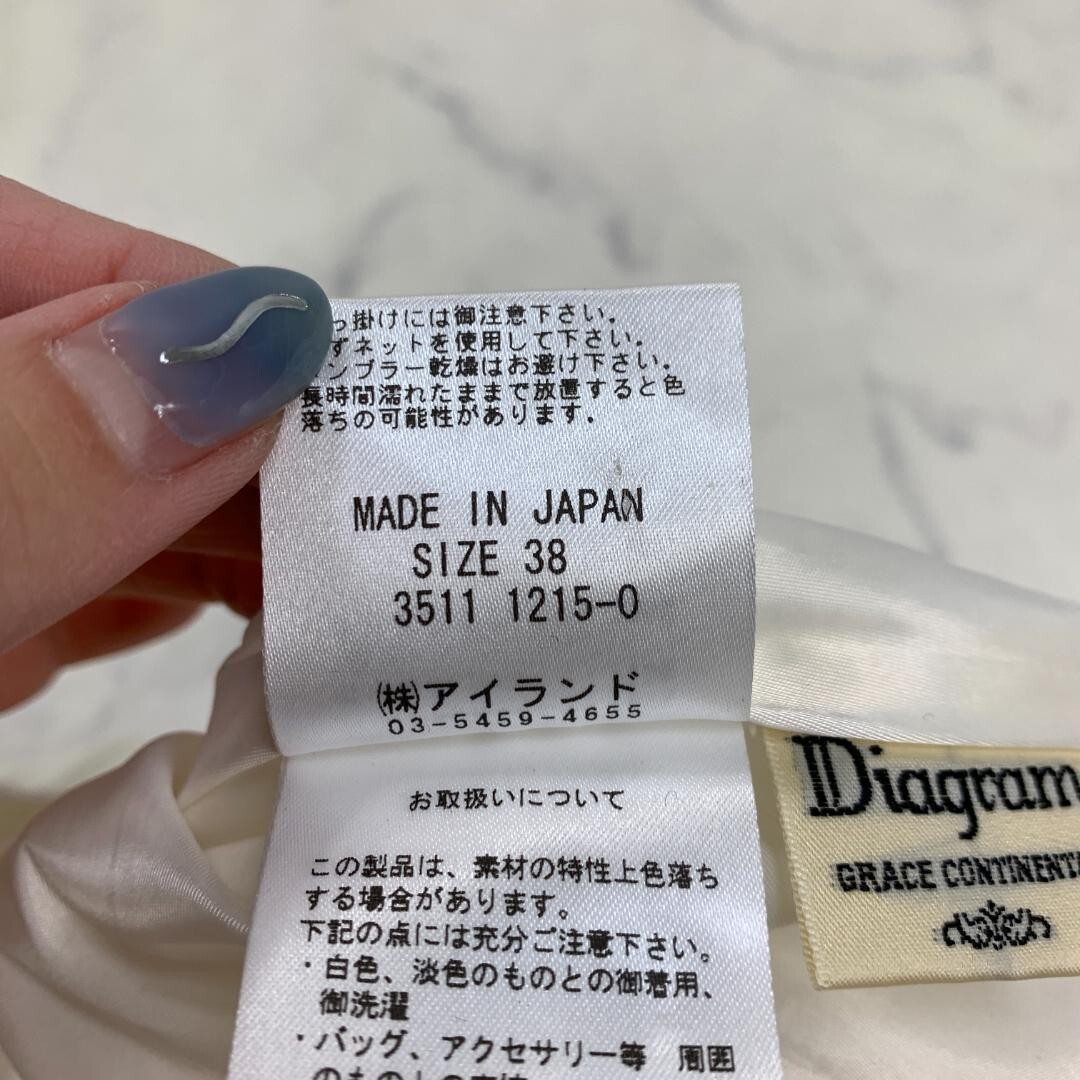 っ掛けには御注意下さい。
ずネットを使用して下さい。
ンブラー乾燥はお避け下さい。
長時間濡れたままで放置すると色
落ちの可能性があります。
MADE IN JAPAN
SIZE 38
3511 1215-0
㈱アイランド
03-5459-4655
お取扱いについて
この製品は、素材の特性上色落ち
する場合があります。
下記の点には充分ご注意下さい。
・白色、淡色のものとの御着用、
御洗濯
・バッグ、アクセサリー等 周囲
Diagram
GRACE CONTINENTA